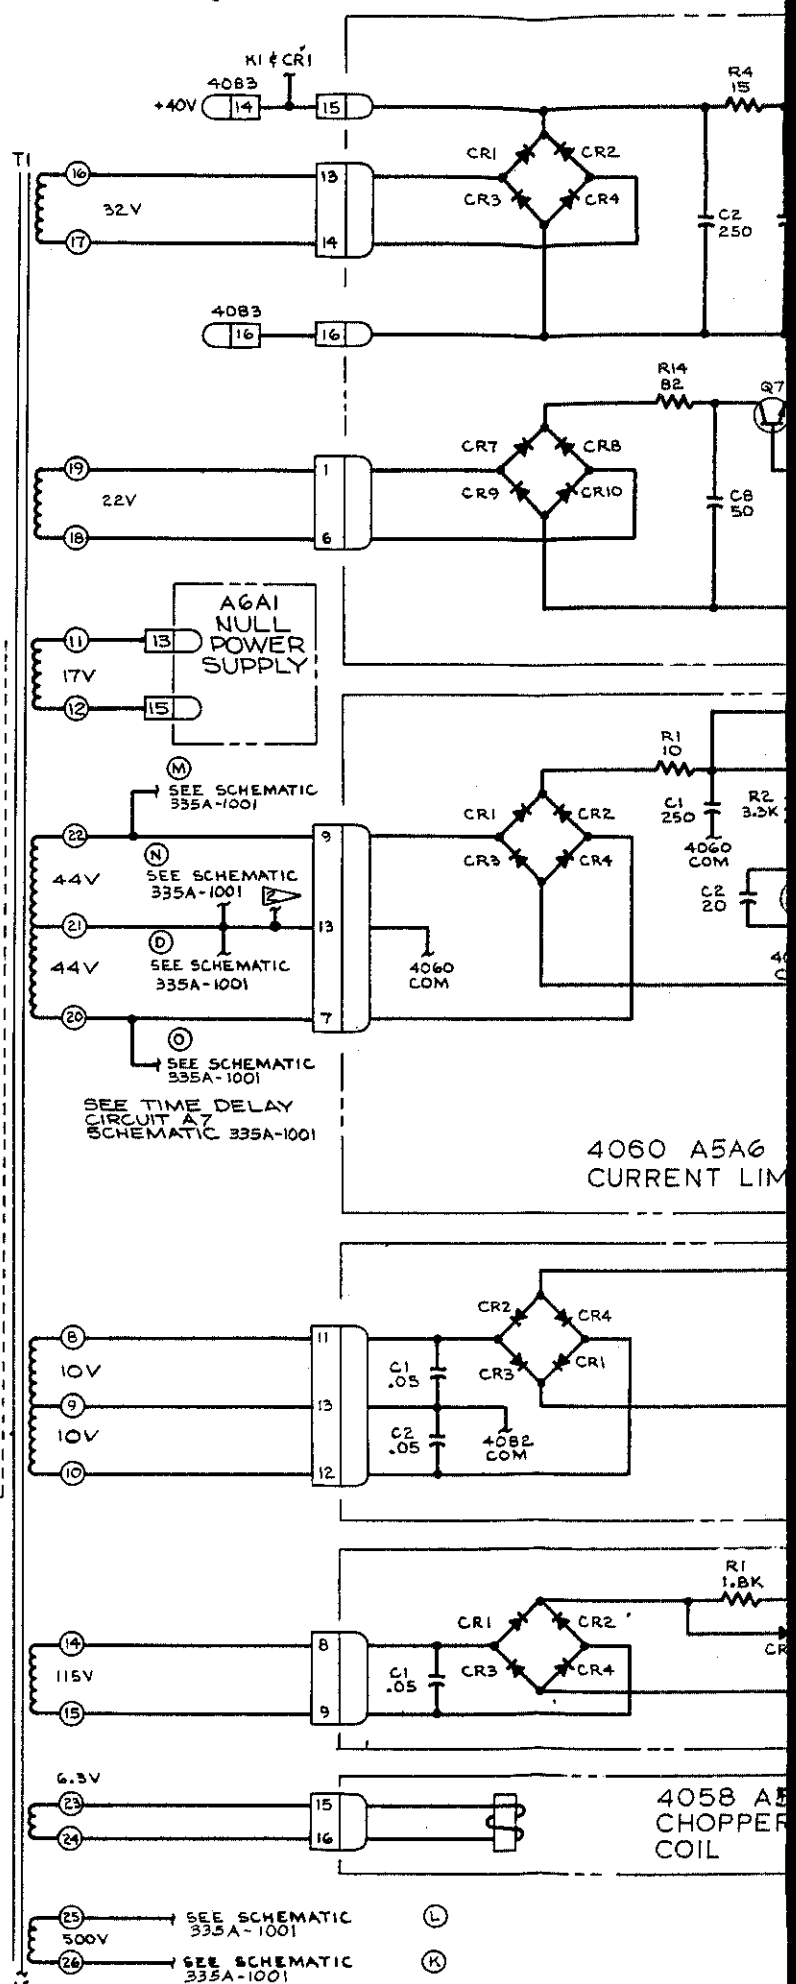 K1 & CR1
4083
+40V 14 15
R4
15
T1
16
32V
17
13
14
CR1 CR2
CR3 CR4
C2
250
4083
16 16
R14
82
Q7
19
22V
18
1
6
CR7 CR8
CR9 CR10
C8
50
A6A1
NULL
POWER
SUPPLY
11 13
17V
12 15
M
SEE SCHEMATIC
335A-1001
22
44V
N
SEE SCHEMATIC
335A-1001
2
21
D
SEE SCHEMATIC
335A-1001
44V
20
O
SEE SCHEMATIC
335A-1001
9
13
7
4060
COM
CR1 CR2
CR3 CR4
R1
10
C1
250
4060
COM
R2
3.3K
C2
20
SEE TIME DELAY
CIRCUIT A7
SCHEMATIC 335A-1001
4060 A5A6
CURRENT LIM
8
10V
9
10V
10
11
13
12
C1
.05
C2
.05
4082
COM
CR2 CR4
CR3 CR1
14
115V
15
8
9
C1
.05
CR1 CR2
CR3 CR4
R1
1.8K
CR
6.3V
23
24
15
16
4058 A5
CHOPPER
COIL
25
500V
26
SEE SCHEMATIC
335A-1001
L
SEE SCHEMATIC
335A-1001
K